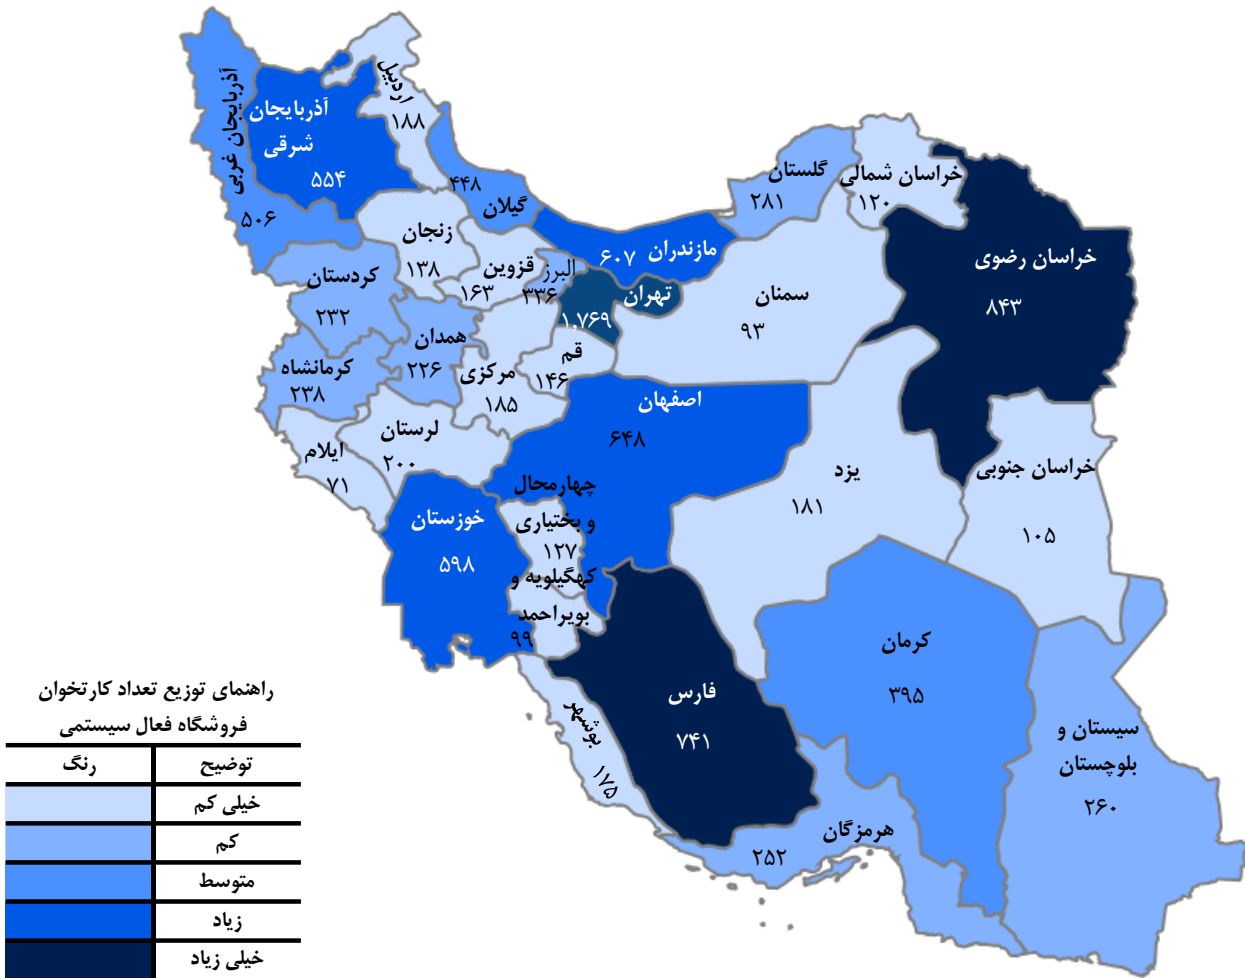 آذربایجان غربی
۵۰۶
آذربایجان
شرقی
۵۵۴
اردبیل
۱۸۸
۴۴۸
گیلان
گلستان
۲۸۱
خراسان شمالی
۱۲۰
خراسان رضوی
۸۴۳
مازندران
۶۰۷
زنجان
۱۳۸
قزوین
۱۶۳
البرز
۳۳۶
تهران
۱,۷۶۹
سمنان
۹۳
کردستان
۲۳۲
همدان
۲۲۶
کرمانشاه
۲۳۸
مرکزی
۱۸۵
قم
۱۴۶
اصفهان
۶۴۸
لرستان
۲۰۰
ایلام
۷۱
خوزستان
۵۹۸
چهارمحال
و بختیاری
۱۲۷
کهگیلویه و
بویراحمد
۹۹
یزد
۱۸۱
خراسان جنوبی
۱۰۵
کرمان
۳۹۵
فارس
۷۴۱
بوشهر
۱۷۵
هرمزگان
۲۵۲
سیستان و
بلوچستان
۲۶۰
راهنمای توزیع تعداد کارتخوان
فروشگاه فعال سیستمی
توضیح رنگ
خیلی کم
کم
متوسط
زیاد
خیلی زیاد